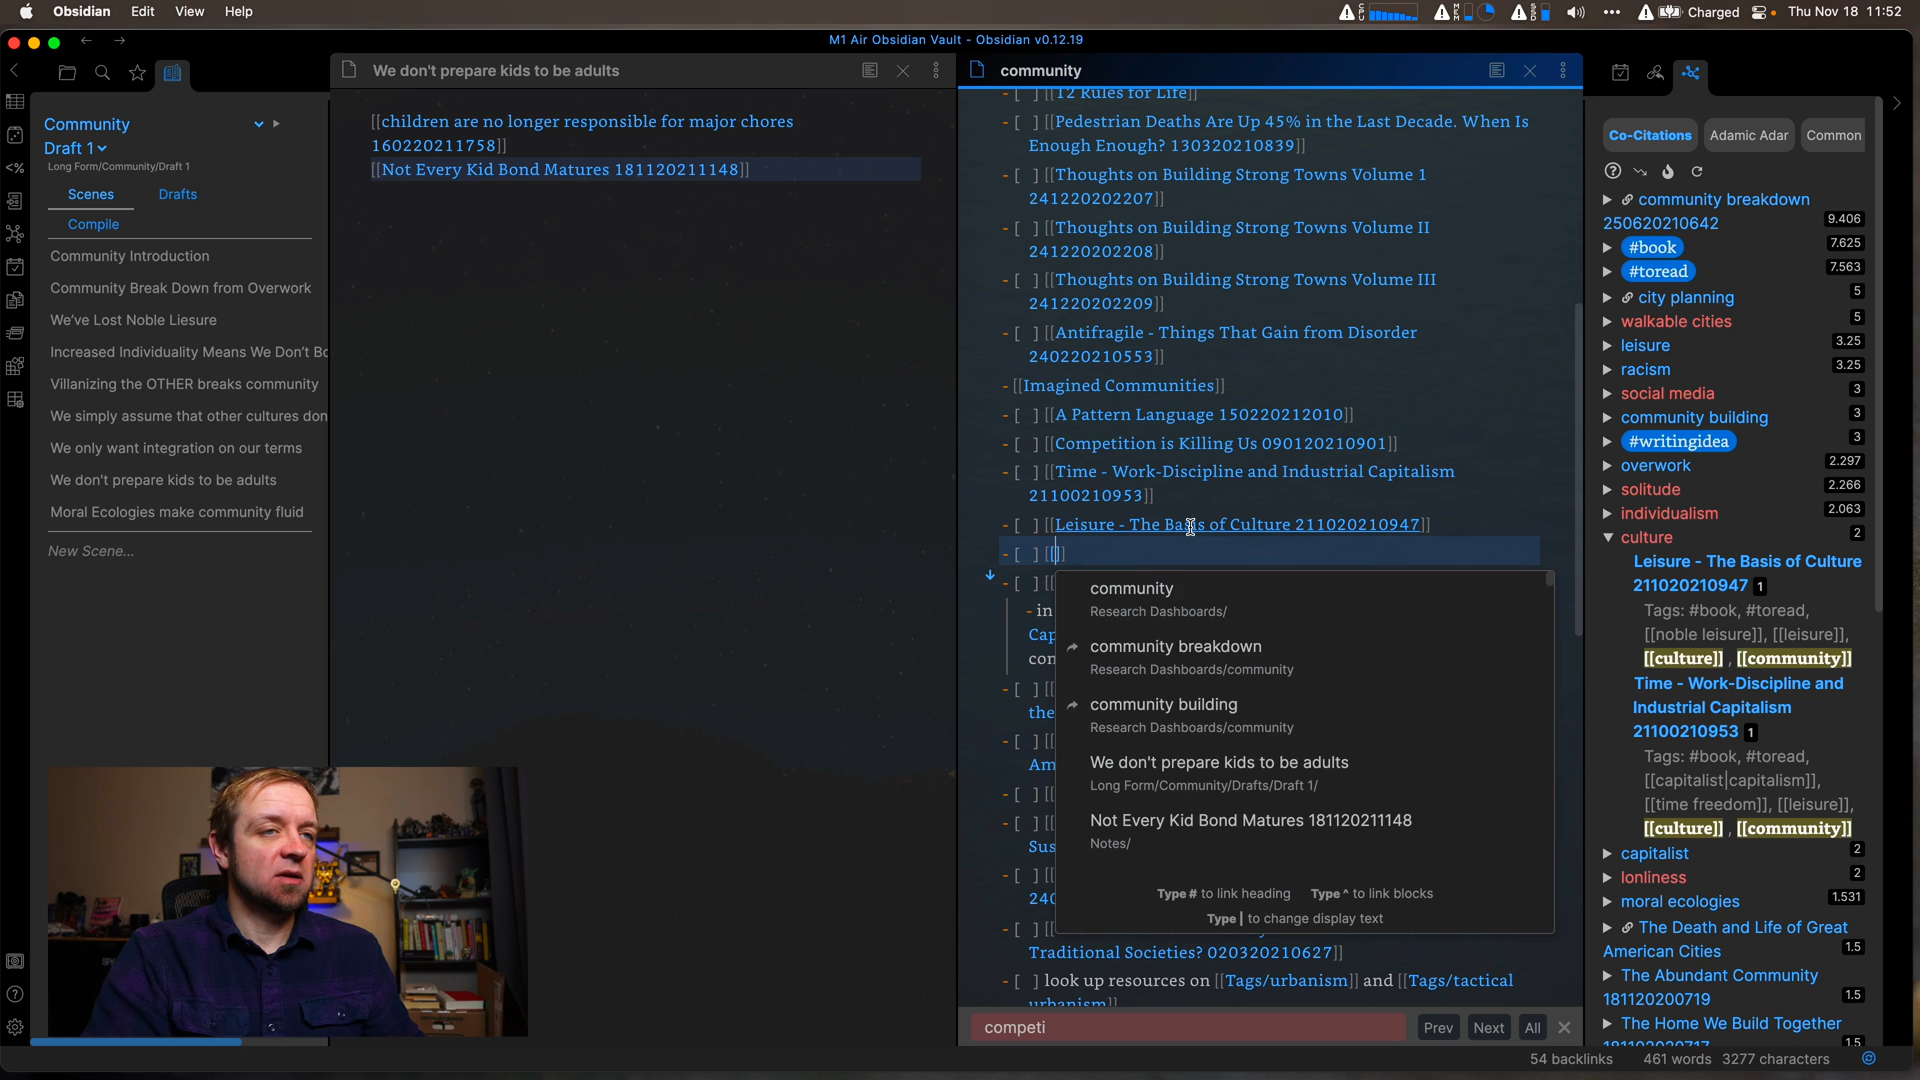 Obsidian Edit View Help
Charged Thu Nov 18 11:52
M1 Air Obsidian Vault - Obsidian v0.12.19
Community
Draft 1
Long Form/Community/Draft 1
Scenes Drafts
Compile
Community Introduction
Community Break Down from Overwork
We've Lost Noble Liesure
Increased Individuality Means We Don't Bo
Villanizing the OTHER breaks community
We simply assume that other cultures don
We only want integration on our terms
We don't prepare kids to be adults
Moral Ecologies make community fluid
New Scene...
We don't prepare kids to be adults
[[children are no longer responsible for major chores
160220211758]]
[[Not Every Kid Bond Matures 181120211148]]
community
- [ ] [[12 Rules for Life]]
- [ ] [[Pedestrian Deaths Are Up 45% in the Last Decade. When Is
Enough Enough? 130320210839]]
- [ ] [[Thoughts on Building Strong Towns Volume 1
241220202207]]
- [ ] [[Thoughts on Building Strong Towns Volume II
241220202208]]
- [ ] [[Thoughts on Building Strong Towns Volume III
241220202209]]
- [ ] [[Antifragile - Things That Gain from Disorder
240220210553]]
- [[Imagined Communities]]
- [ ] [[A Pattern Language 150220212010]]
- [ ] [[Competition is Killing Us 090120210901]]
- [ ] [[Time - Work-Discipline and Industrial Capitalism
21100210953]]
- [ ] [[Leisure - The Basis of Culture 211020210947]]
- [ ] [[]]
- [ ] [[
- in
Cap
con
- [ ] [[
the
- [ ] [[
Am
- [ ] [[
- [ ] [[
Sus
- [ ] [[
240
- [ ] [[
Traditional Societies? 020320210627]]
- [ ] look up resources on [[Tags/urbanism]] and [[Tags/tactical
urbanism]]
community
Research Dashboards/
community breakdown
Research Dashboards/community
community building
Research Dashboards/community
We don't prepare kids to be adults
Long Form/Community/Drafts/Draft 1/
Not Every Kid Bond Matures 181120211148
Notes/
Type # to link heading Type ^ to link blocks
Type | to change display text
competi Prev Next All
Co-Citations Adamic Adar Common
community breakdown
250620210642 9.406
#book 7.625
#toread 7.563
city planning 5
walkable cities 5
leisure 3.25
racism 3.25
social media 3
community building 3
#writingidea 3
overwork 2.297
solitude 2.266
individualism 2.063
culture 2
Leisure - The Basis of Culture
211020210947 1
Tags: #book, #toread,
[[noble leisure]], [[leisure]],
[[culture]] , [[community]]
Time - Work-Discipline and
Industrial Capitalism
21100210953 1
Tags: #book, #toread,
[[capitalist|capitalism]],
[[time freedom]], [[leisure]],
[[culture]] , [[community]]
capitalist 2
lonliness 2
moral ecologies 1.531
The Death and Life of Great
American Cities 1.5
The Abundant Community
181120200719 1.5
The Home We Build Together
1.5
54 backlinks 461 words 3277 characters